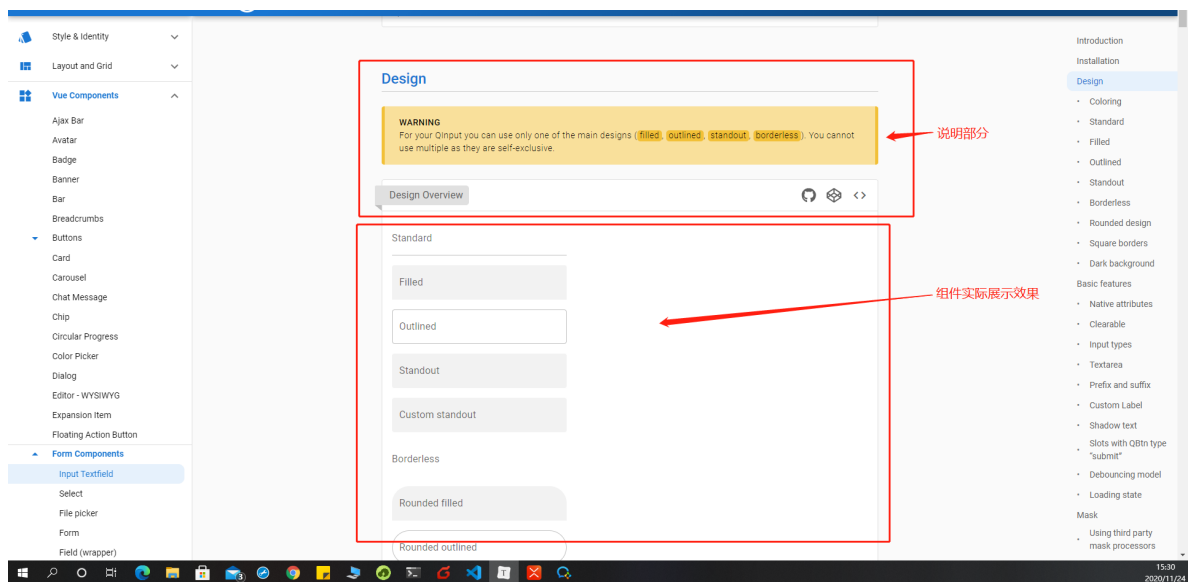 Style & Identity
Layout and Grid
Vue Components
Ajax Bar
Avatar
Badge
Banner
Bar
Breadcrumbs
Buttons
Card
Carousel
Chat Message
Chip
Circular Progress
Color Picker
Dialog
Editor - WYSIWYG
Expansion Item
Floating Action Button
Form Components
Input Textfield
Select
File picker
Form
Field (wrapper)
Design
WARNING
For your QInput you can use only one of the main designs ( filled, outlined, standout, borderless ). You cannot
use multiple as they are self-exclusive.
说明部分
Design Overview
Standard
Filled
Outlined
Standout
Custom standout
Borderless
Rounded filled
Rounded outlined
组件实际展示效果
Introduction
Installation
Design
Coloring
Standard
Filled
Outlined
Standout
Borderless
Rounded design
Square borders
Dark background
Basic features
Native attributes
Clearable
Input types
Textarea
Prefix and suffix
Custom Label
Shadow text
Slots with QBtn type
"submit"
Debouncing model
Loading state
Mask
Using third party
mask processors
15:30
2020/11/24